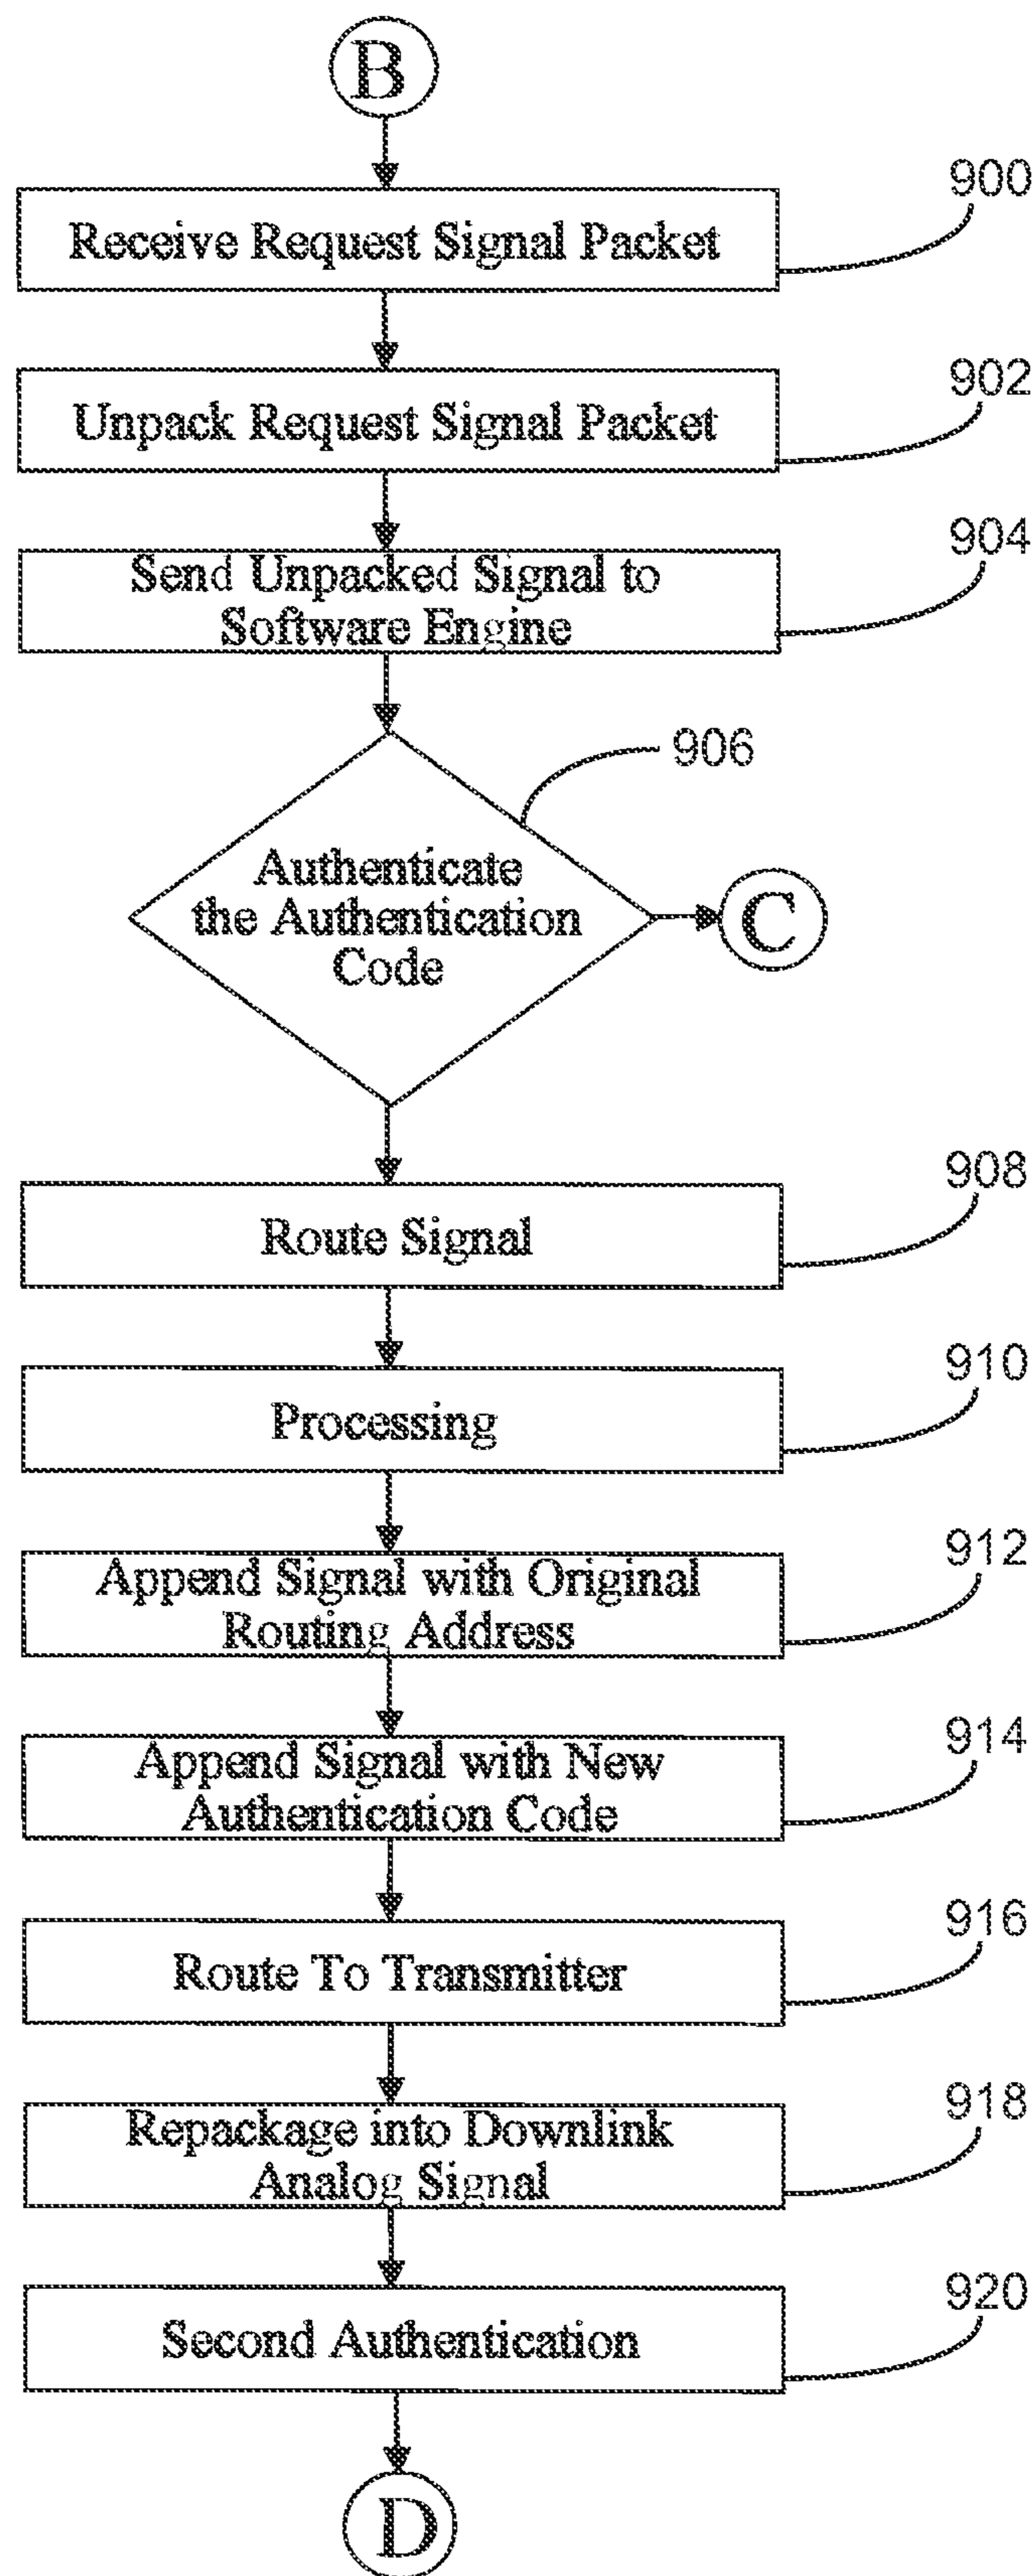 B
900
Receive Request Signal Packet
902
Unpack Request Signal Packet
904
Send Unpacked Signal to
Software Engine
906
Authenticate
the Authentication
Code
C
908
Route Signal
910
Processing
912
Append Signal with Original
Routing Address
914
Append Signal with New
Authentication Code
916
Route To Transmitter
918
Repackage into Downlink
Analog Signal
920
Second Authentication
D